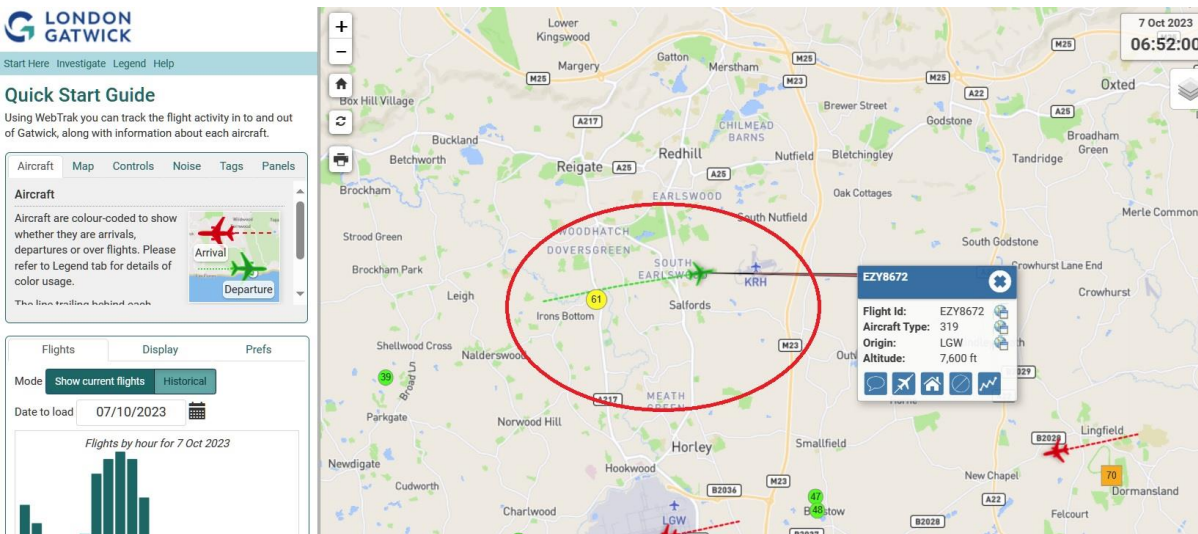 LONDON
GATWICK
Start Here Investigate Legend Help
Quick Start Guide
Using WebTrak you can track the flight activity in to and out
of Gatwick, along with information about each aircraft.
Aircraft Map Controls Noise Tags Panels
Aircraft
Aircraft are colour-coded to show
whether they are arrivals,
departures or over flights. Please
refer to Legend tab for details of
color usage.
The line trailing behind each
Arrival
Departure
Flights Display Prefs
Mode Show current flights Historical
Date to load 07/10/2023
Flights by hour for 7 Oct 2023
+
−
7 Oct 2023
06:52:00
Lower
Kingswood
Margery
Gatton
Merstham
M25
M25
M23
M25
M25
A22
Oxted
Box Hill Village
A217
CHILMEAD
BARNS
Brewer Street
Godstone
A25
Broadham
Green
Buckland
Betchworth
Reigate
A25
Redhill
A25
Nutfield
Bletchingley
Tandridge
Brockham
EARLSWOOD
Oak Cottages
South Nutfield
Merle Common
Strood Green
WOODHATCH
DOVERSGREEN
South Godstone
Brockham Park
SOUTH
EARLSWOOD
KRH
Crowhurst Lane End
Crowhurst
Leigh
61
Irons Bottom
Salfords
EZY8672
Flight Id: EZY8672
Aircraft Type: 319
Origin: LGW
Altitude: 7,600 ft
Shellwood Cross
Nalderswood
M23
39
Broad Ln
A217
MEATH
GREEN
Parkgate
Norwood Hill
Horley
Smallfield
B2028
Lingfield
Newdigate
Hookwood
New Chapel
70
Dormansland
Cudworth
B2036
M23
47
48
A22
Charlwood
LGW
B2028
Felcourt
B2037